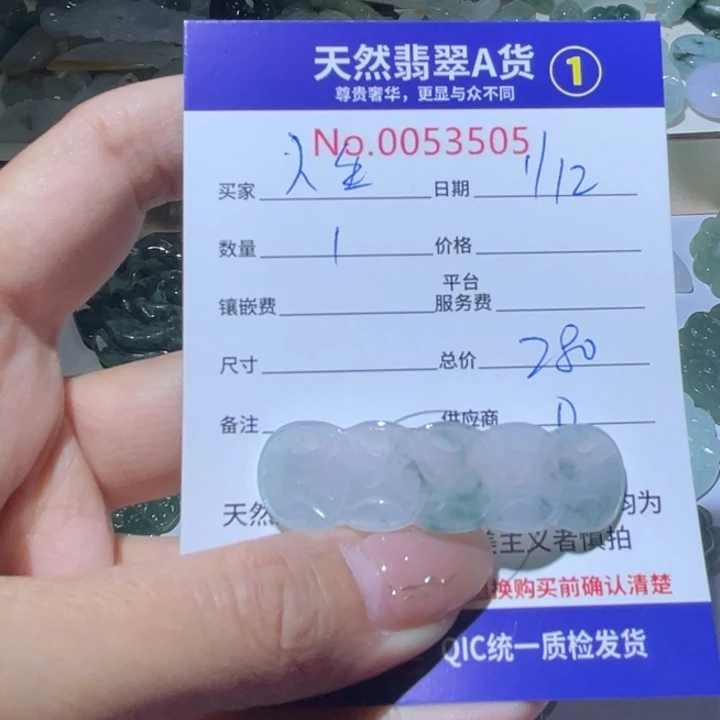 天然翡翠A货 1
尊贵奢华，更显与众不同
No.0053505
买家 人生 日期 1/12
数量 1 价格
镶嵌费 平台服务费
尺寸 总价 280
备注 供应商
天然 均为
美主义者慎拍
换购买前确认清楚
QIC统一质检发货